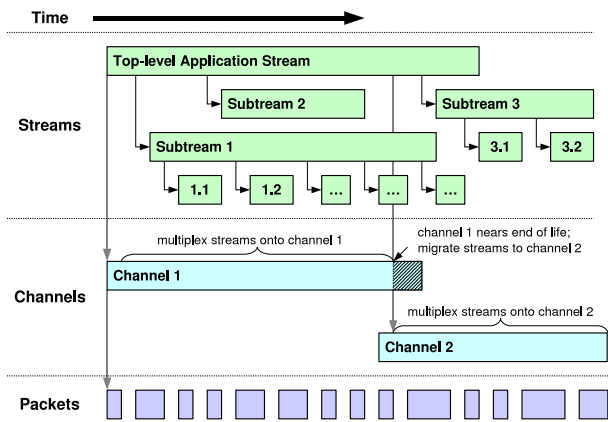 Time
Top-level Application Stream
Subtream 2
Subtream 3
Streams
Subtream 1
3.1
3.2
1.1
1.2
...
...
...
multiplex streams onto channel 1
channel 1 nears end of life;
migrate streams to channel 2
Channel 1
Channels
multiplex streams onto channel 2
Channel 2
Packets